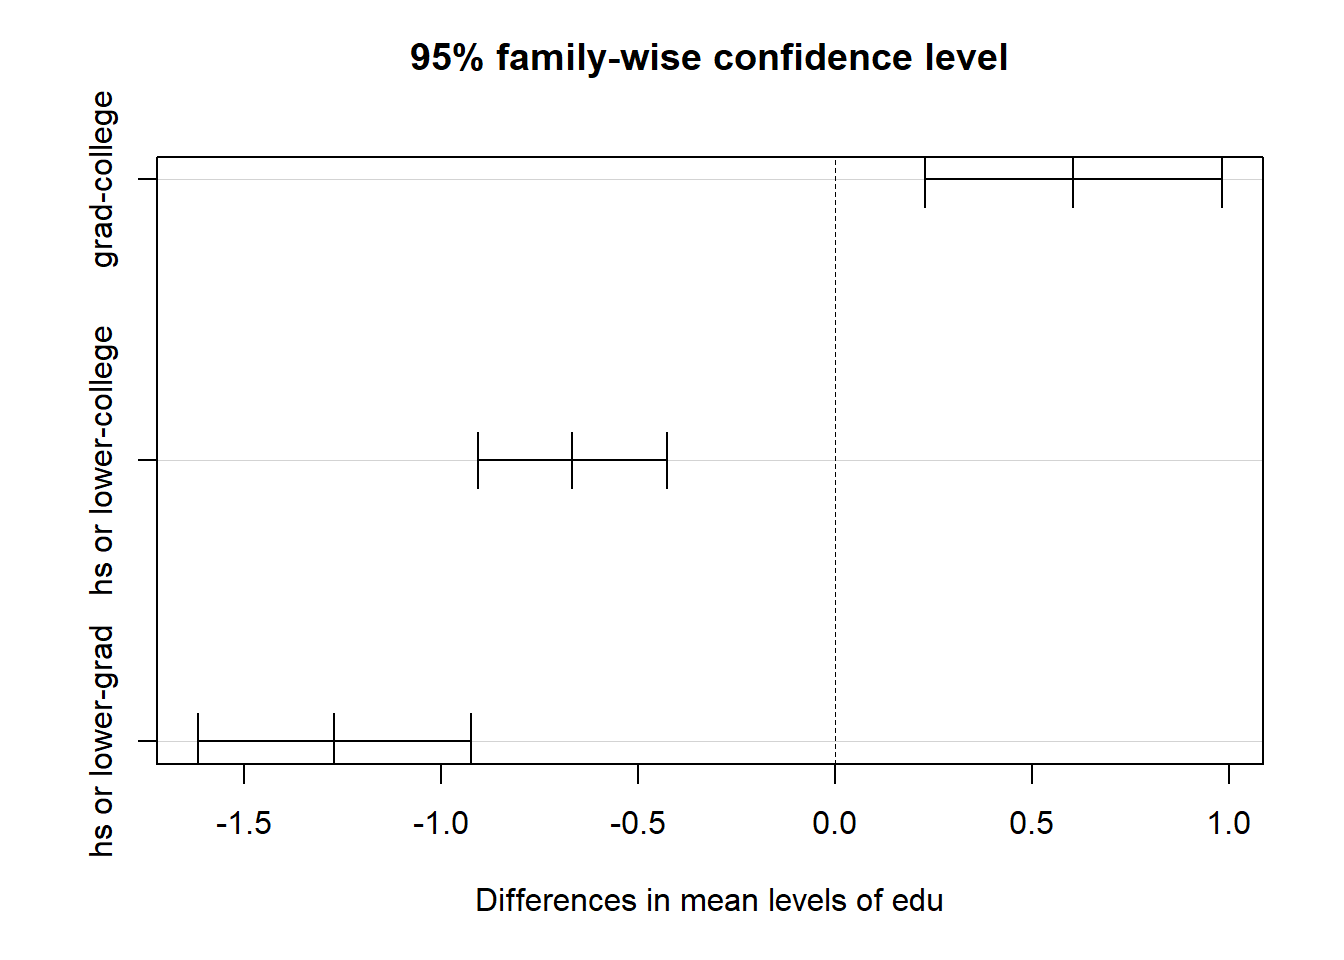 95% family-wise confidence level
grad-college
hs or lower-college
hs or lower-grad
-1.5 -1.0 -0.5 0.0 0.5 1.0
Differences in mean levels of edu